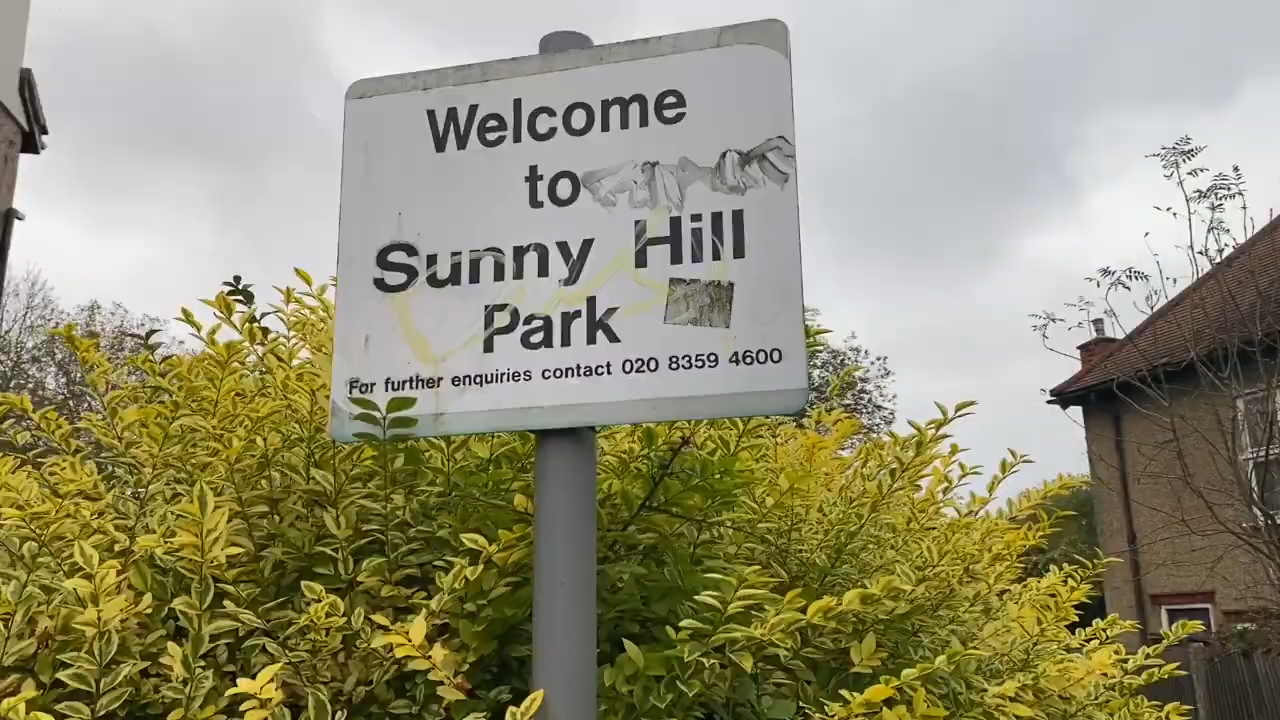 Welcome
to
Sunny Hill
Park
For further enquiries contact 020 8359 4600